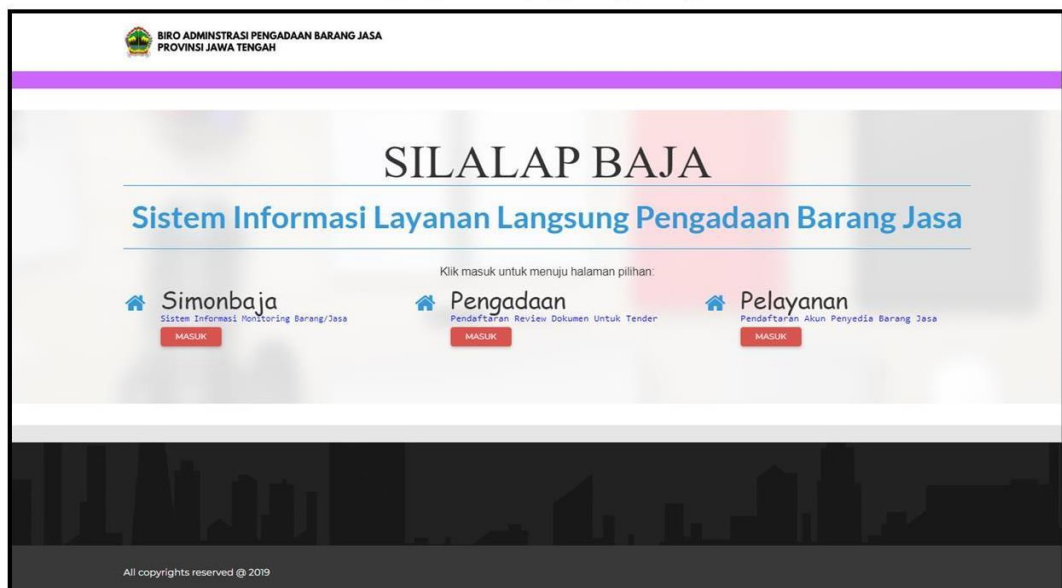 BIRO ADMINSTRASI PENGADAAN BARANG JASA
PROVINSI JAWA TENGAH
SILALAP BAJA
Sistem Informasi Layanan Langsung Pengadaan Barang Jasa
Klik masuk untuk menuju halaman pilihan:
Simonbaja
Sistem Informasi Monitoring Barang/Jasa
MASUK
Pengadaan
Pendaftaran Review Dokumen Untuk Tender
MASUK
Pelayanan
Pendaftaran Akun Penyedia Barang Jasa
MASUK
All copyrights reserved @ 2019